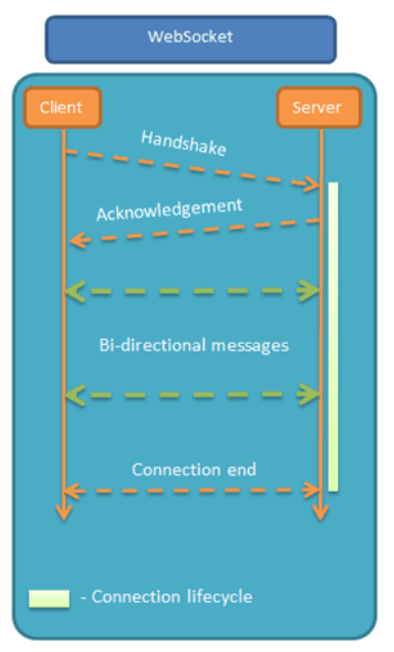 WebSocket
Client
Server
Handshake
Acknowledgement
Bi-directional messages
Connection end
- Connection lifecycle